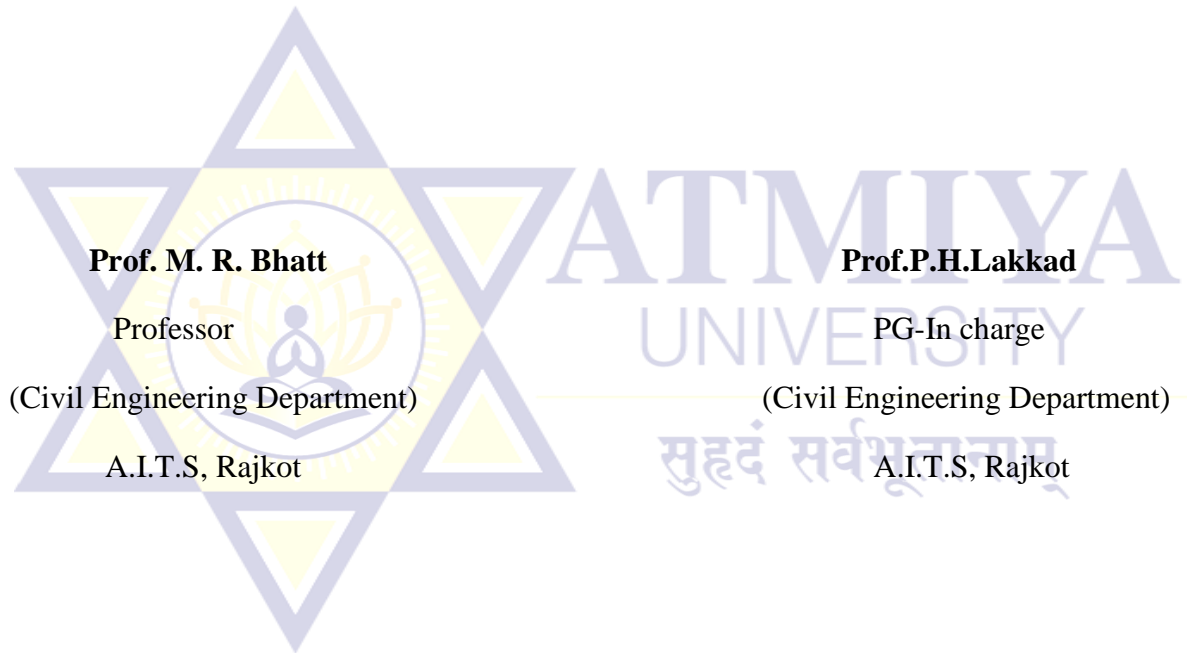 ATMIYA
UNIVERSITY
सुहृदं सर्वभूतानाम्
Prof. M. R. Bhatt
Professor
(Civil Engineering Department)
A.I.T.S, Rajkot
Prof.P.H.Lakkad
PG-In charge
(Civil Engineering Department)
A.I.T.S, Rajkot